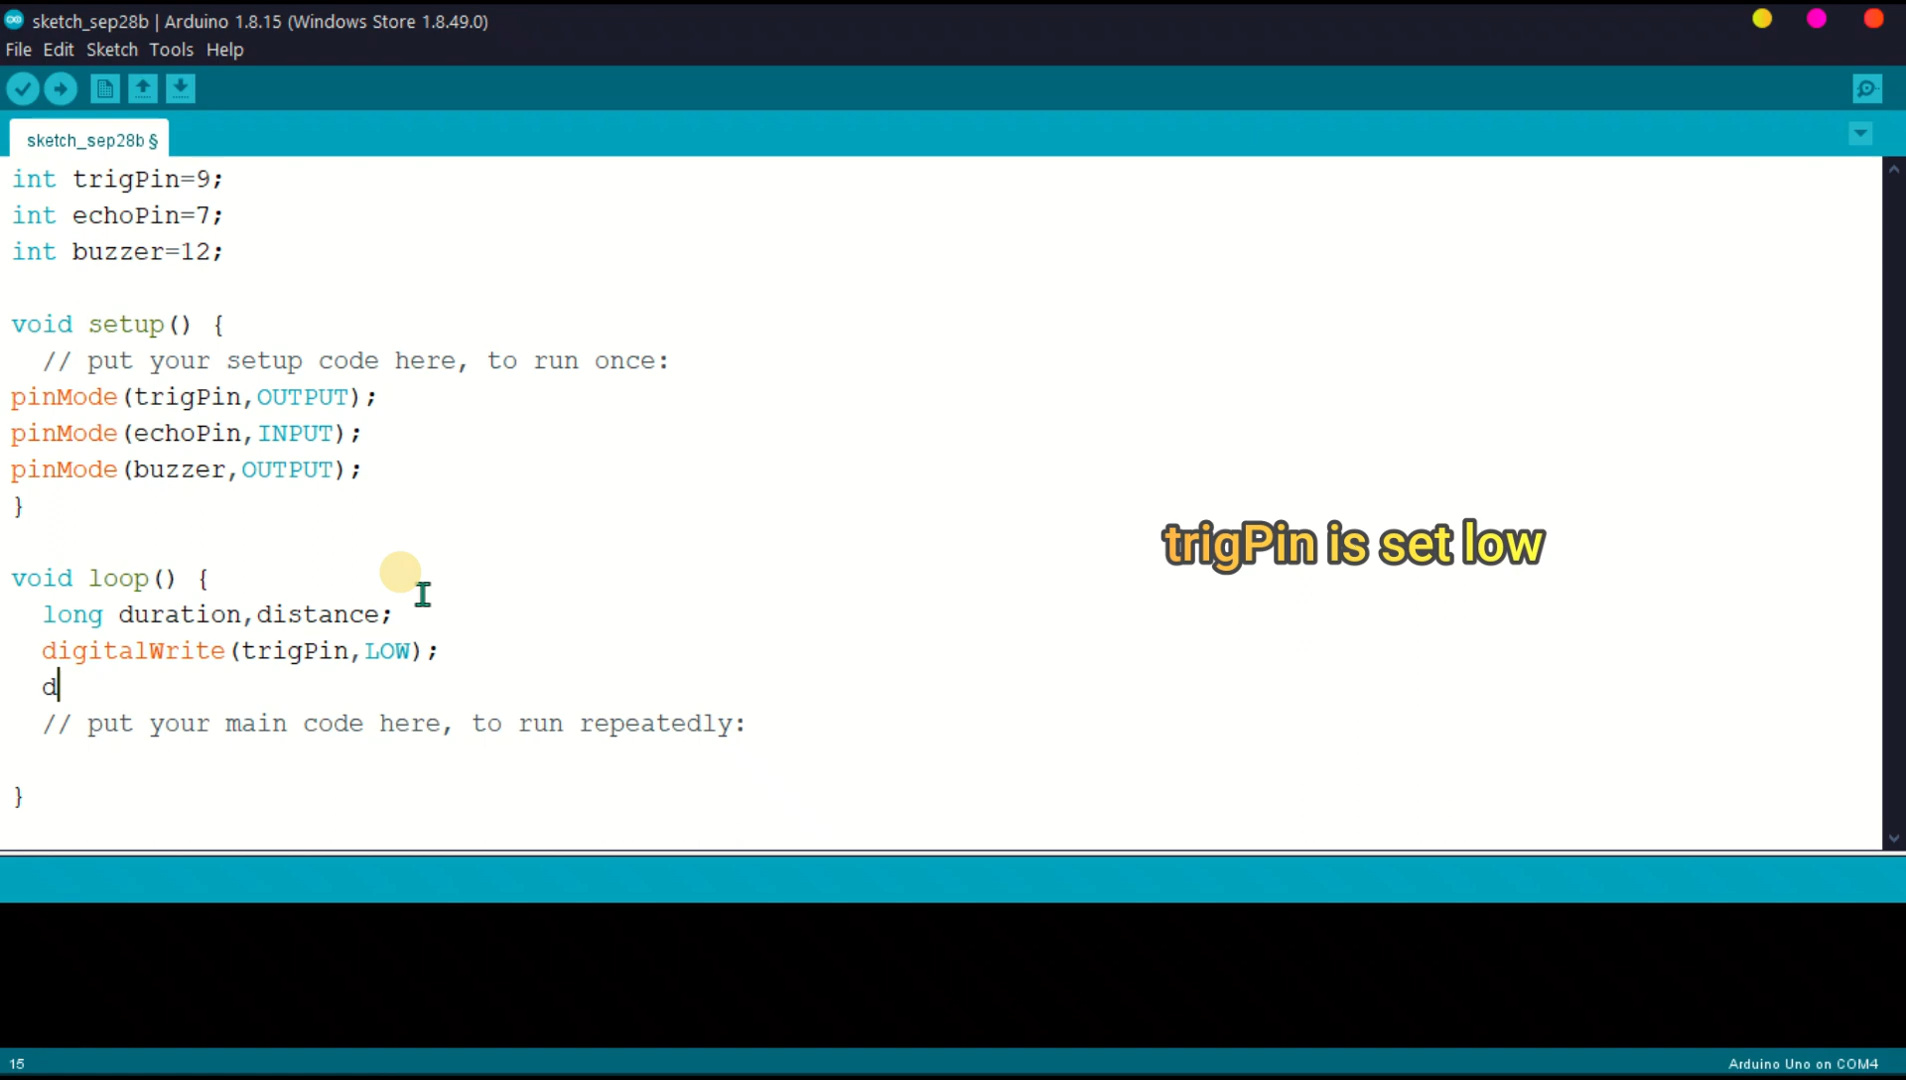 sketch_sep28b | Arduino 1.8.15 (Windows Store 1.8.49.0)
File Edit Sketch Tools Help
sketch_sep28b §
int trigPin=9;
int echoPin=7;
int buzzer=12;
void setup() {
// put your setup code here, to run once:
pinMode(trigPin,OUTPUT);
pinMode(echoPin,INPUT);
pinMode(buzzer,OUTPUT);
}
trigPin is set low
void loop() {
long duration,distance;
digitalWrite(trigPin,LOW);
d
// put your main code here, to run repeatedly:
}
15
Arduino Uno on COM4